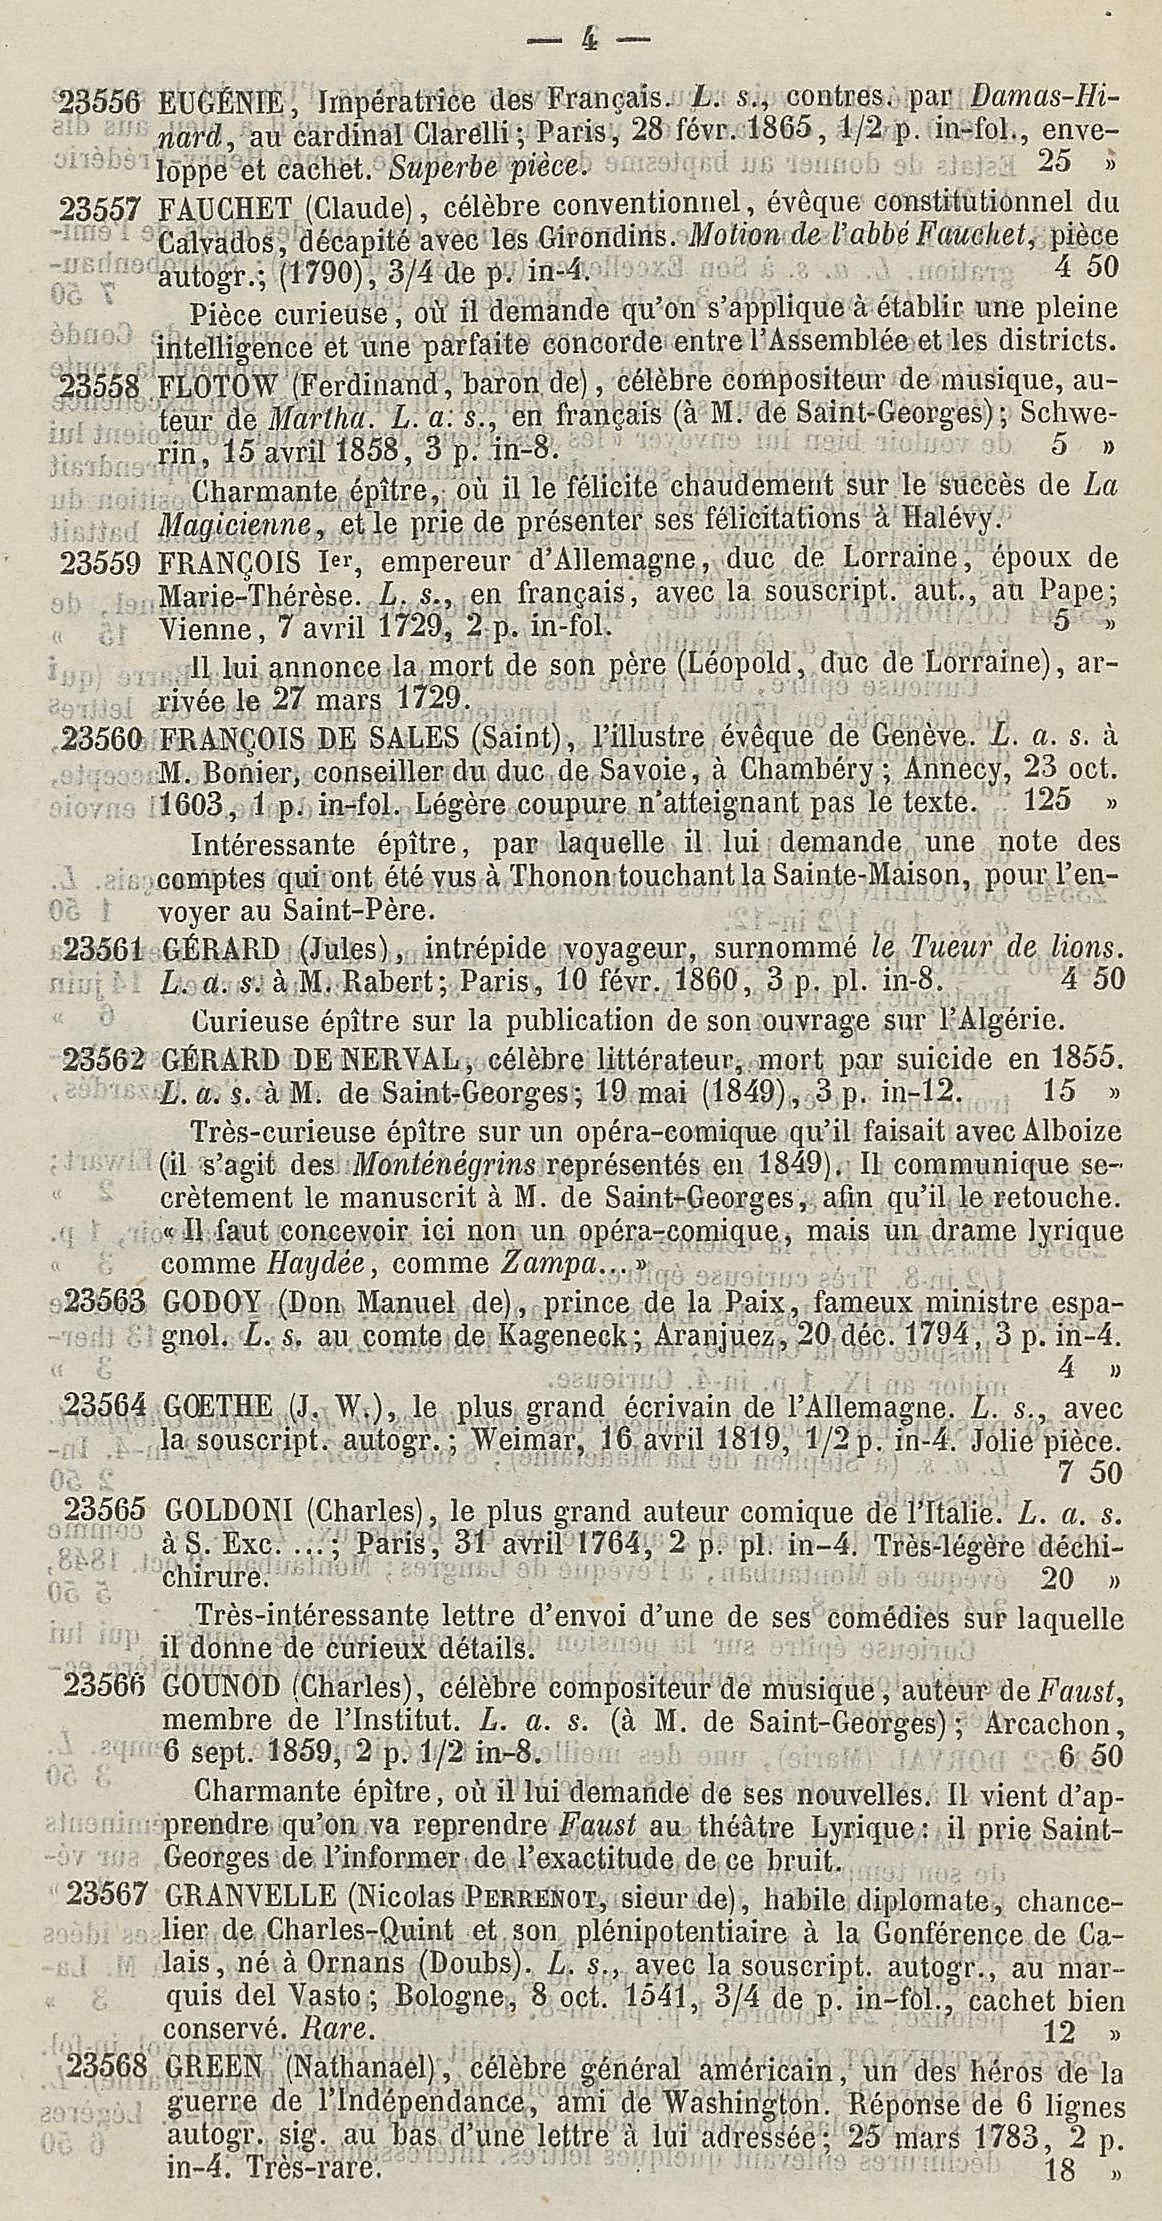 — 4 —
23556 EUGÉNIE, Impératrice des Français. L. s., contres. par Damas-Hi-
nard, au cardinal Clarelli; Paris, 28 févr. 1865, 1/2 p. in-fol., enve-
loppe et cachet. Superbe pièce. 25 »
23557 FAUCHET (Claude), célèbre conventionnel, évêque constitutionnel du
Calvados, décapité avec les Girondins. Motion de l'abbé Fauchet, pièce
autogr.; (1790), 3/4 de p. in-4. 4 50
Pièce curieuse, où il demande qu'on s'applique à établir une pleine
intelligence et une parfaite concorde entre l'Assemblée et les districts.
23558 FLOTOW (Ferdinand, baron de), célèbre compositeur de musique, au-
teur de Martha. L. a. s., en français (à M. de Saint-Georges); Schwe-
rin, 15 avril 1858, 3 p. in-8. 5 »
Charmante épître, où il le félicite chaudement sur le succès de La
Magicienne, et le prie de présenter ses félicitations à Halévy.
23559 FRANÇOIS Ier, empereur d'Allemagne, duc de Lorraine, époux de
Marie-Thérèse. L. s., en français, avec la souscript. aut., au Pape;
Vienne, 7 avril 1729, 2 p. in-fol. 5 »
Il lui annonce la mort de son père (Léopold, duc de Lorraine), ar-
rivée le 27 mars 1729.
23560 FRANÇOIS DE SALES (Saint), l'illustre évêque de Genève. L. a. s. à
M. Bonier, conseiller du duc de Savoie, à Chambéry; Annecy, 23 oct.
1603, 1 p. in-fol. Légère coupure n'atteignant pas le texte. 125 »
Intéressante épître, par laquelle il lui demande une note des
comptes qui ont été vus à Thonon touchant la Sainte-Maison, pour l'en-
voyer au Saint-Père.
23561 GÉRARD (Jules), intrépide voyageur, surnommé le Tueur de lions.
L. a. s. à M. Rabert; Paris, 10 févr. 1860, 3 p. pl. in-8. 4 50
Curieuse épître sur la publication de son ouvrage sur l'Algérie.
23562 GÉRARD DE NERVAL, célèbre littérateur, mort par suicide en 1855.
L. a. s. à M. de Saint-Georges; 19 mai (1849), 3 p. in-12. 15 »
Très-curieuse épître sur un opéra-comique qu'il faisait avec Alboize
(il s'agit des Monténégrins représentés en 1849). Il communique se-
crètement le manuscrit à M. de Saint-Georges, afin qu'il le retouche.
« Il faut concevoir ici non un opéra-comique, mais un drame lyrique
comme Haydée, comme Zampa... »
23563 GODOY (Don Manuel de), prince de la Paix, fameux ministre espa-
gnol. L. s. au comte de Kageneck; Aranjuez, 20 déc. 1794, 3 p. in-4.
4 »
23564 GŒTHE (J. W.), le plus grand écrivain de l'Allemagne. L. s., avec
la souscript. autogr.; Weimar, 16 avril 1819, 1/2 p. in-4. Jolie pièce.
7 50
23565 GOLDONI (Charles), le plus grand auteur comique de l'Italie. L. a. s.
à S. Exc. ...; Paris, 31 avril 1764, 2 p. pl. in-4. Très-légère déchi-
chirure. 20 »
Très-intéressante lettre d'envoi d'une de ses comédies sur laquelle
il donne de curieux détails.
23566 GOUNOD (Charles), célèbre compositeur de musique, auteur de Faust,
membre de l'Institut. L. a. s. (à M. de Saint-Georges); Arcachon,
6 sept. 1859, 2 p. 1/2 in-8. 6 50
Charmante épître, où il lui demande de ses nouvelles. Il vient d'ap-
prendre qu'on va reprendre Faust au théâtre Lyrique: il prie Saint-
Georges de l'informer de l'exactitude de ce bruit.
23567 GRANVELLE (Nicolas PERRENOT, sieur de), habile diplomate, chance-
lier de Charles-Quint et son plénipotentiaire à la Conférence de Ca-
lais, né à Ornans (Doubs). L. s., avec la souscript. autogr., au mar-
quis del Vasto; Bologne, 8 oct. 1541, 3/4 de p. in-fol., cachet bien
conservé. Rare. 12 »
23568 GREEN (Nathanael), célèbre général américain, un des héros de la
guerre de l'Indépendance, ami de Washington. Réponse de 6 lignes
autogr. sig. au bas d'une lettre à lui adressée; 25 mars 1783, 2 p.
in-4. Très-rare. 18 »